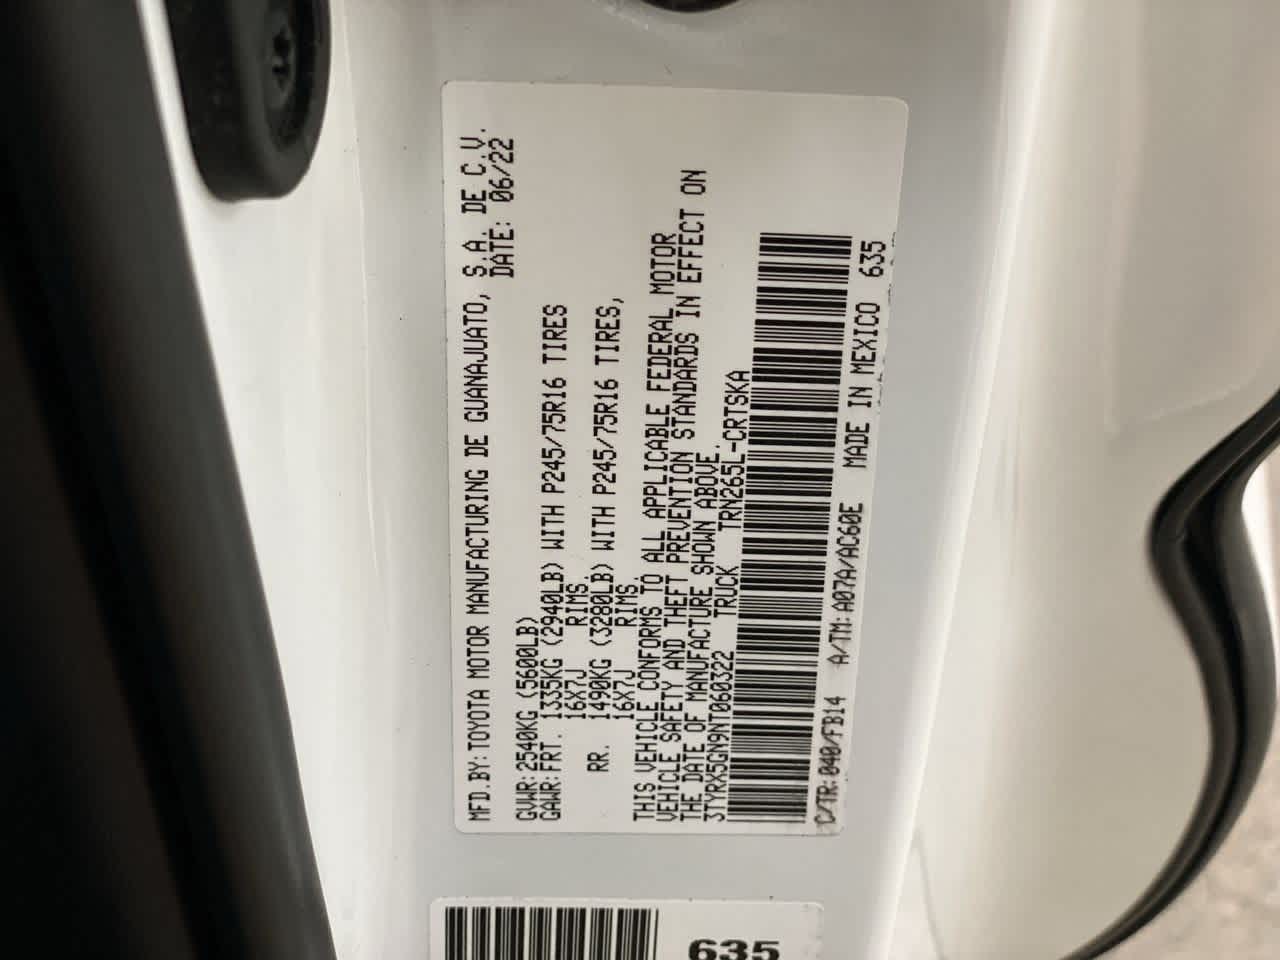 MFD.BY:TOYOTA MOTOR MANUFACTURING DE GUANAJUATO, S.A. DE C.V.
DATE: 06/22
GVWR:2540KG (5600LB)
GAWR:FRT. 1335KG (2940LB) WITH P245/75R16 TIRES
16X7J RIMS.
RR. 1490KG (3280LB) WITH P245/75R16 TIRES,
16X7J RIMS.
THIS VEHICLE CONFORMS TO ALL APPLICABLE FEDERAL MOTOR
VEHICLE SAFETY AND THEFT PREVENTION STANDARDS IN EFFECT ON
THE DATE OF MANUFACTURE SHOWN ABOVE.
3TYRX5GN9NT060322 TRUCK TRN265L-CRTSKA
C/TR:040/FB14 A/TM:A07A/AC60E MADE IN MEXICO 635
635